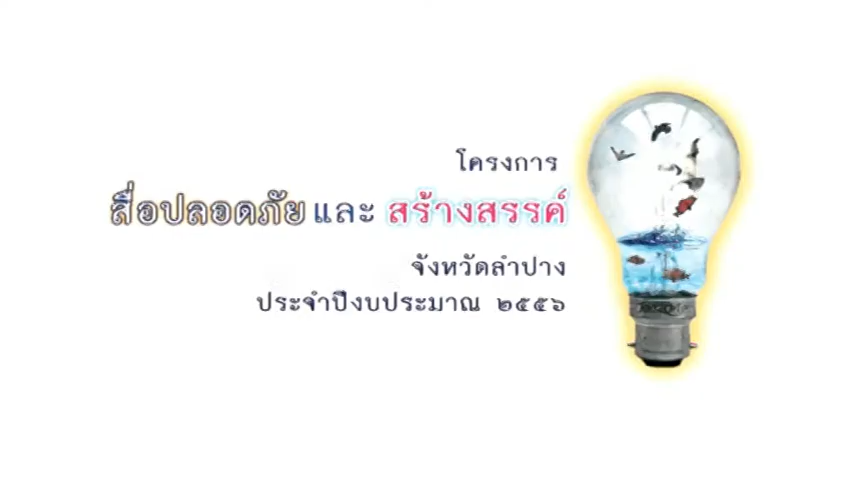 โครงการ
สื่อปลอดภัยและ สร้างสรรค์
จังหวัดลำปาง
ประจำปีงบประมาณ ๒๕๕๖